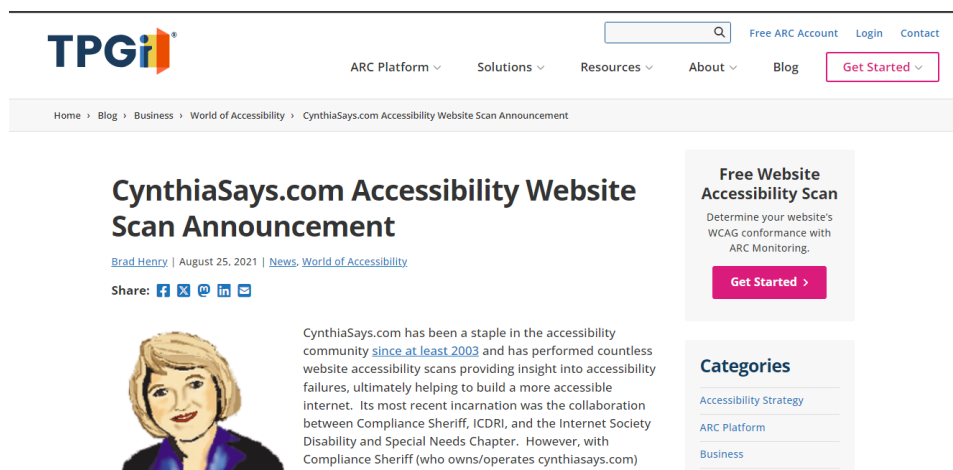 TPGi®
Free ARC Account Login Contact
ARC Platform Solutions Resources About Blog Get Started
Home › Blog › Business › World of Accessibility › CynthiaSays.com Accessibility Website Scan Announcement
CynthiaSays.com Accessibility Website
Scan Announcement
Brad Henry | August 25, 2021 | News, World of Accessibility
Share:
CynthiaSays.com has been a staple in the accessibility
community since at least 2003 and has performed countless
website accessibility scans providing insight into accessibility
failures, ultimately helping to build a more accessible
internet.  Its most recent incarnation was the collaboration
between Compliance Sheriff, ICDRI, and the Internet Society
Disability and Special Needs Chapter.  However, with
Compliance Sheriff (who owns/operates cynthiasays.com)
Free Website
Accessibility Scan
Determine your website's
WCAG conformance with
ARC Monitoring.
Get Started ›
Categories
Accessibility Strategy
ARC Platform
Business